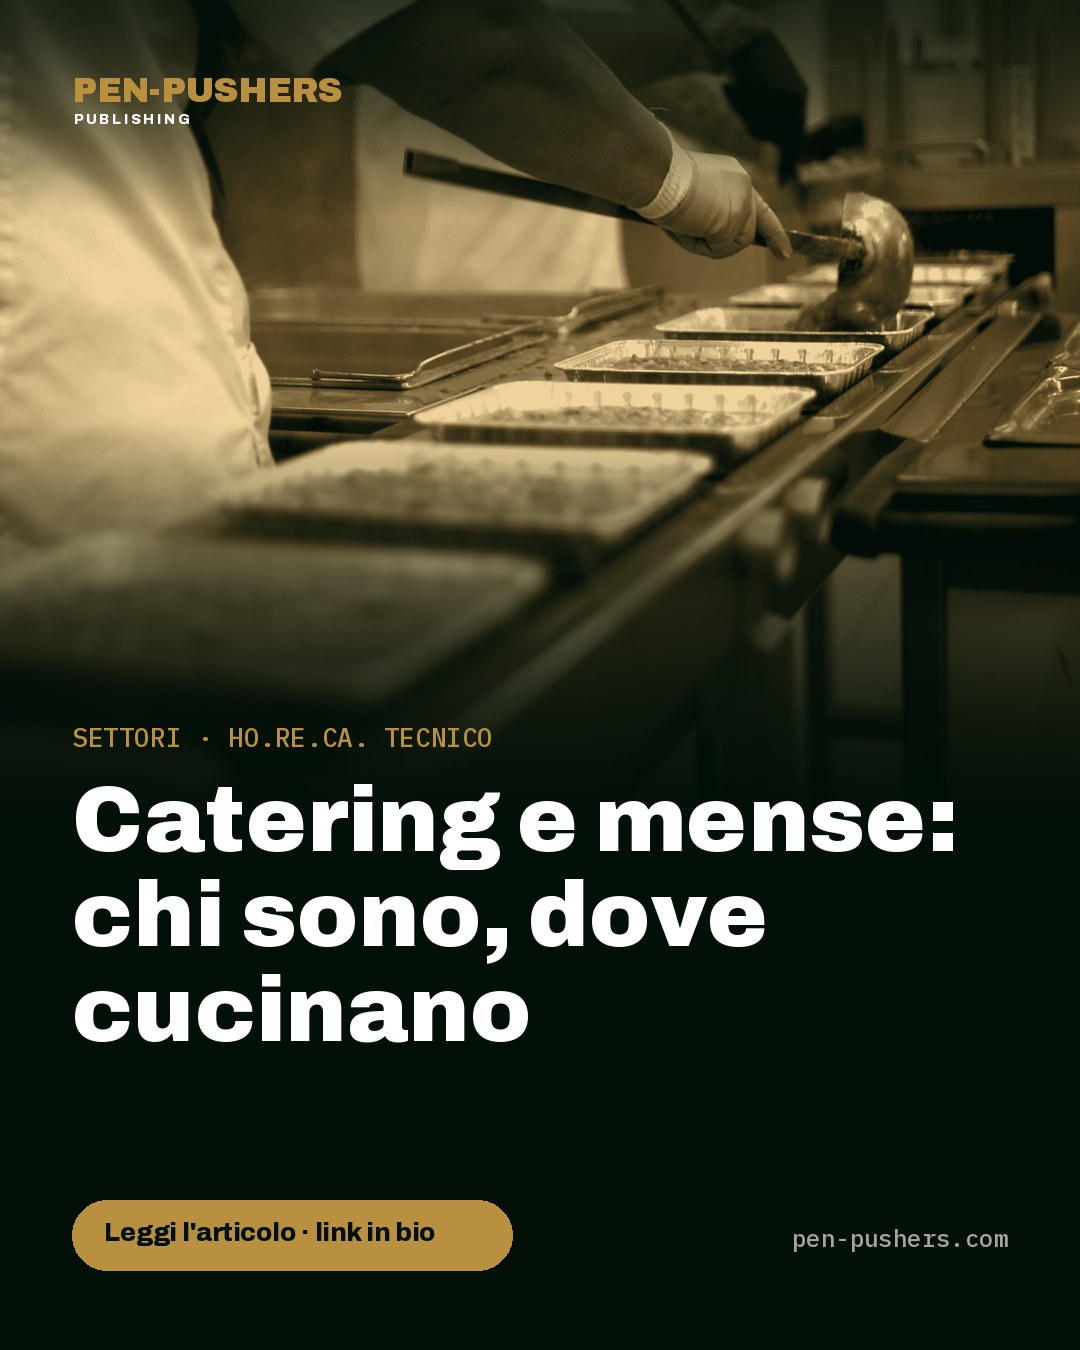 PEN-PUSHERS
PUBLISHING
SETTORI · HO.RE.CA. TECNICO
Catering e mense:
chi sono, dove
cucinano
Leggi l'articolo · link in bio
pen-pushers.com